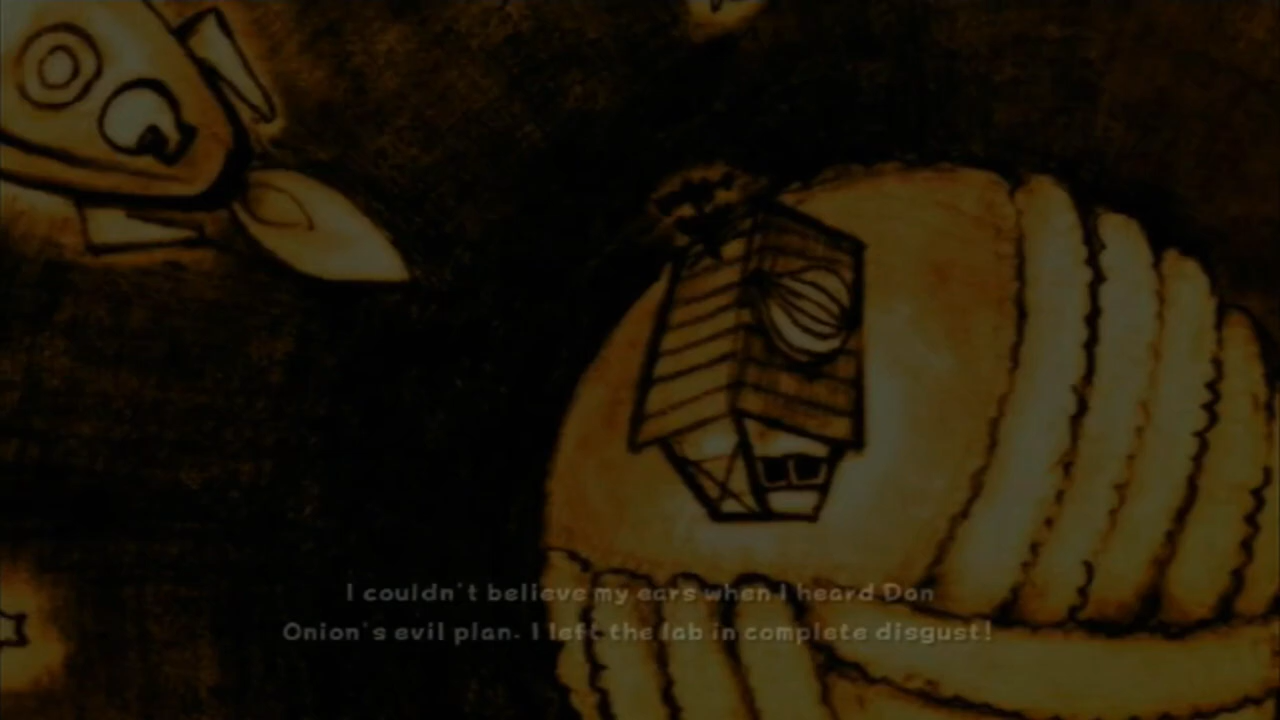 I couldn't believe my ears when I heard Don
Onion's evil plan. I left the lab in complete disgust!